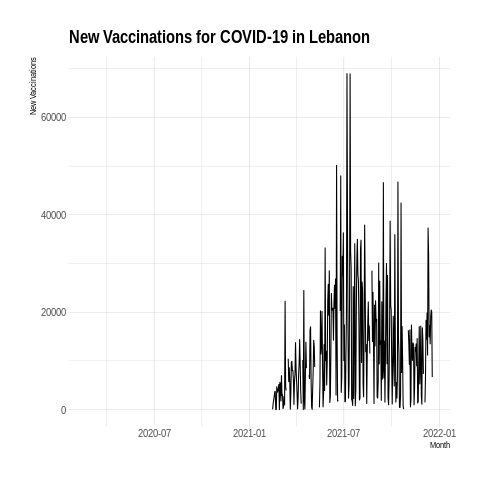 New Vaccinations for COVID-19 in Lebanon
New Vaccinations
60000
40000
20000
0
2020-07
2021-01
2021-07
2022-01
Month